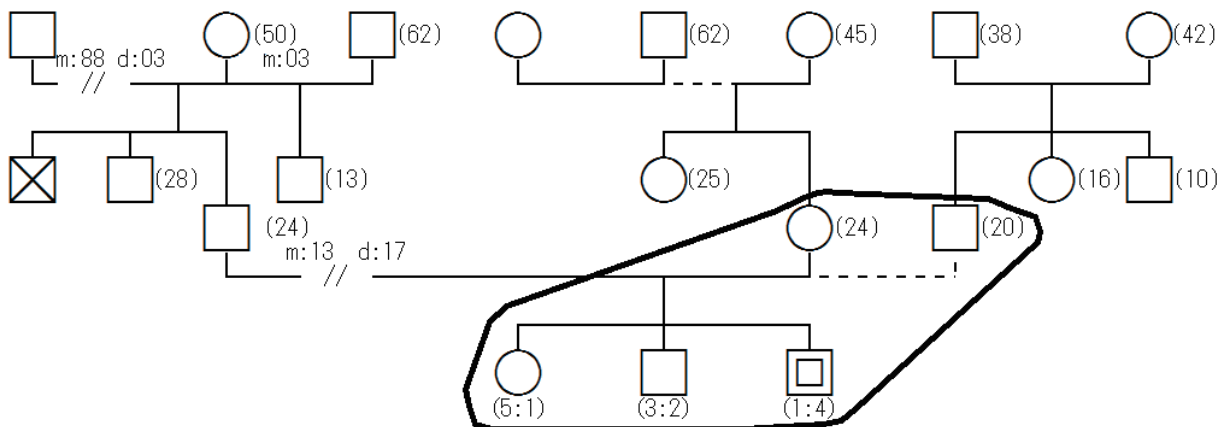 (50) (62) (62) (45) (38) (42)
m:88 d:03 m:03
//
(28) (13) (25) (16) (10)
(24) (24) (20)
m:13 d:17
//
(5:1) (3:2) (1:4)